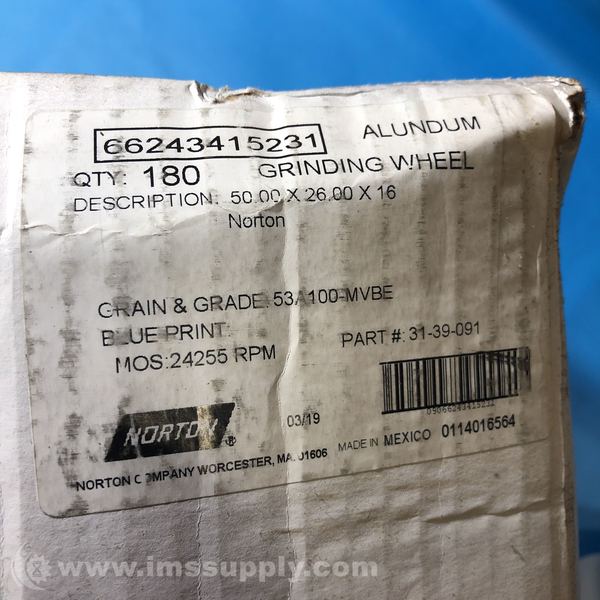 66243415231 ALUNDUM
QTY: 180 GRINDING WHEEL
DESCRIPTION: 50.00 X 26.00 X 16
Norton
GRAIN & GRADE: 53A100-MVBE
BLUE PRINT:
MOS:24255 RPM PART #: 31-39-091
NORTON ®
03/19
MADE IN MEXICO 0114016564
NORTON COMPANY WORCESTER, MA. 01606
www.imssupply.com